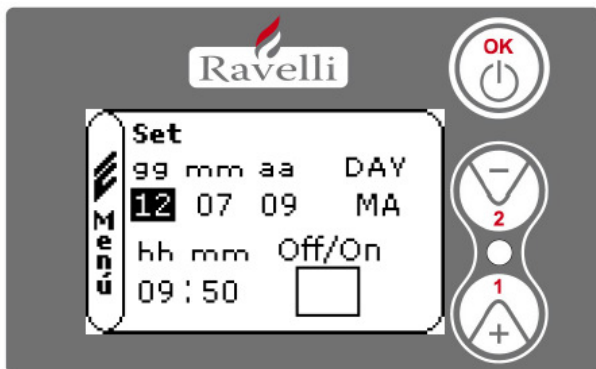 Ravelli
OK
Menú
Set
gg mm aa DAY
12 07 09 MA
hh mm Off/On
09:50
-
2
1
+